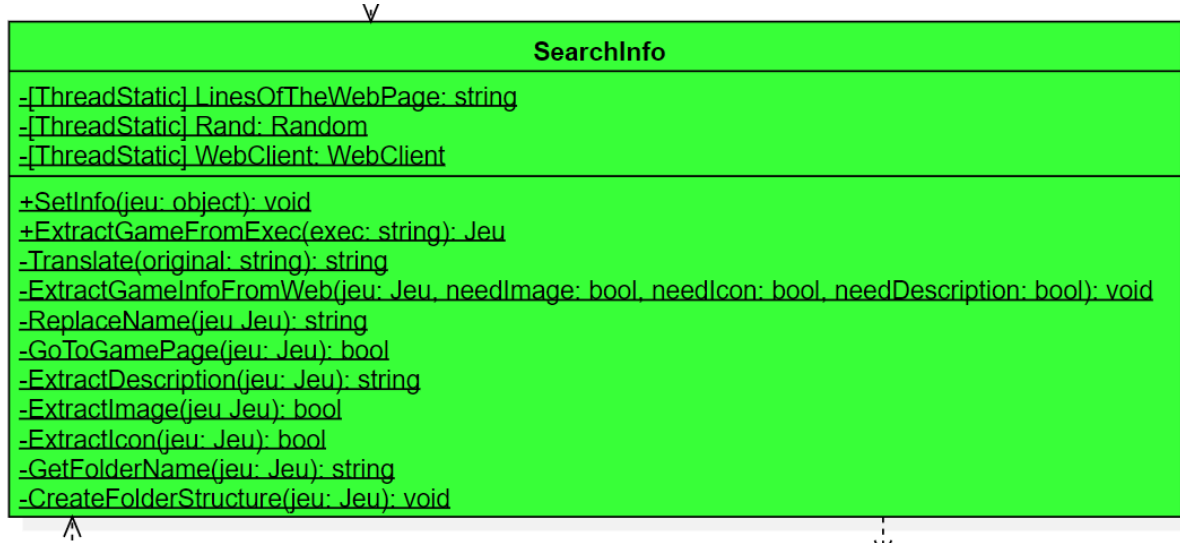 SearchInfo
-[ThreadStatic] LinesOfTheWebPage: string
-[ThreadStatic] Rand: Random
-[ThreadStatic] WebClient: WebClient
+SetInfo(jeu: object): void
+ExtractGameFromExec(exec: string): Jeu
-Translate(original: string): string
-ExtractGameInfoFromWeb(jeu: Jeu, needImage: bool, needIcon: bool, needDescription: bool): void
-ReplaceName(jeu Jeu): string
-GoToGamePage(jeu: Jeu): bool
-ExtractDescription(jeu: Jeu): string
-ExtractImage(jeu Jeu): bool
-ExtractIcon(jeu: Jeu): bool
-GetFolderName(jeu: Jeu): string
-CreateFolderStructure(jeu: Jeu): void